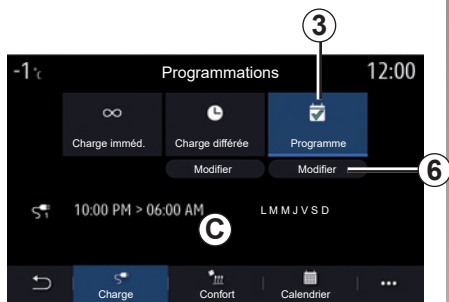 3
-1°c Programmations 12:00
∞
Charge imméd. Charge différée Programme
Modifier Modifier 6
10:00 PM > 06:00 AM L M M J V S D
C
Charge Confort Calendrier ...